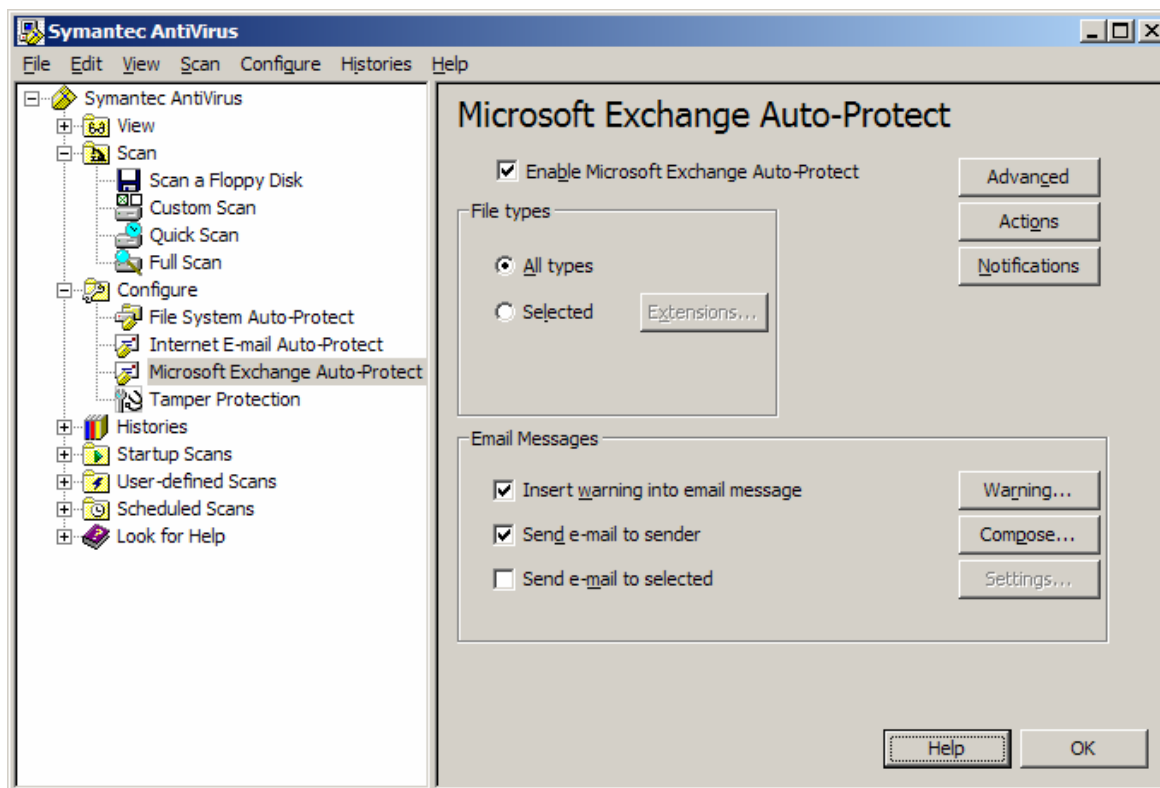 Symantec AntiVirus
File Edit View Scan Configure Histories Help
Symantec AntiVirus
View
Scan
Scan a Floppy Disk
Custom Scan
Quick Scan
Full Scan
Configure
File System Auto-Protect
Internet E-mail Auto-Protect
Microsoft Exchange Auto-Protect
Tamper Protection
Histories
Startup Scans
User-defined Scans
Scheduled Scans
Look for Help
Microsoft Exchange Auto-Protect
Enable Microsoft Exchange Auto-Protect
Advanced
Actions
Notifications
File types
All types
Selected
Extensions...
Email Messages
Insert warning into email message
Warning...
Send e-mail to sender
Compose...
Send e-mail to selected
Settings...
Help
OK